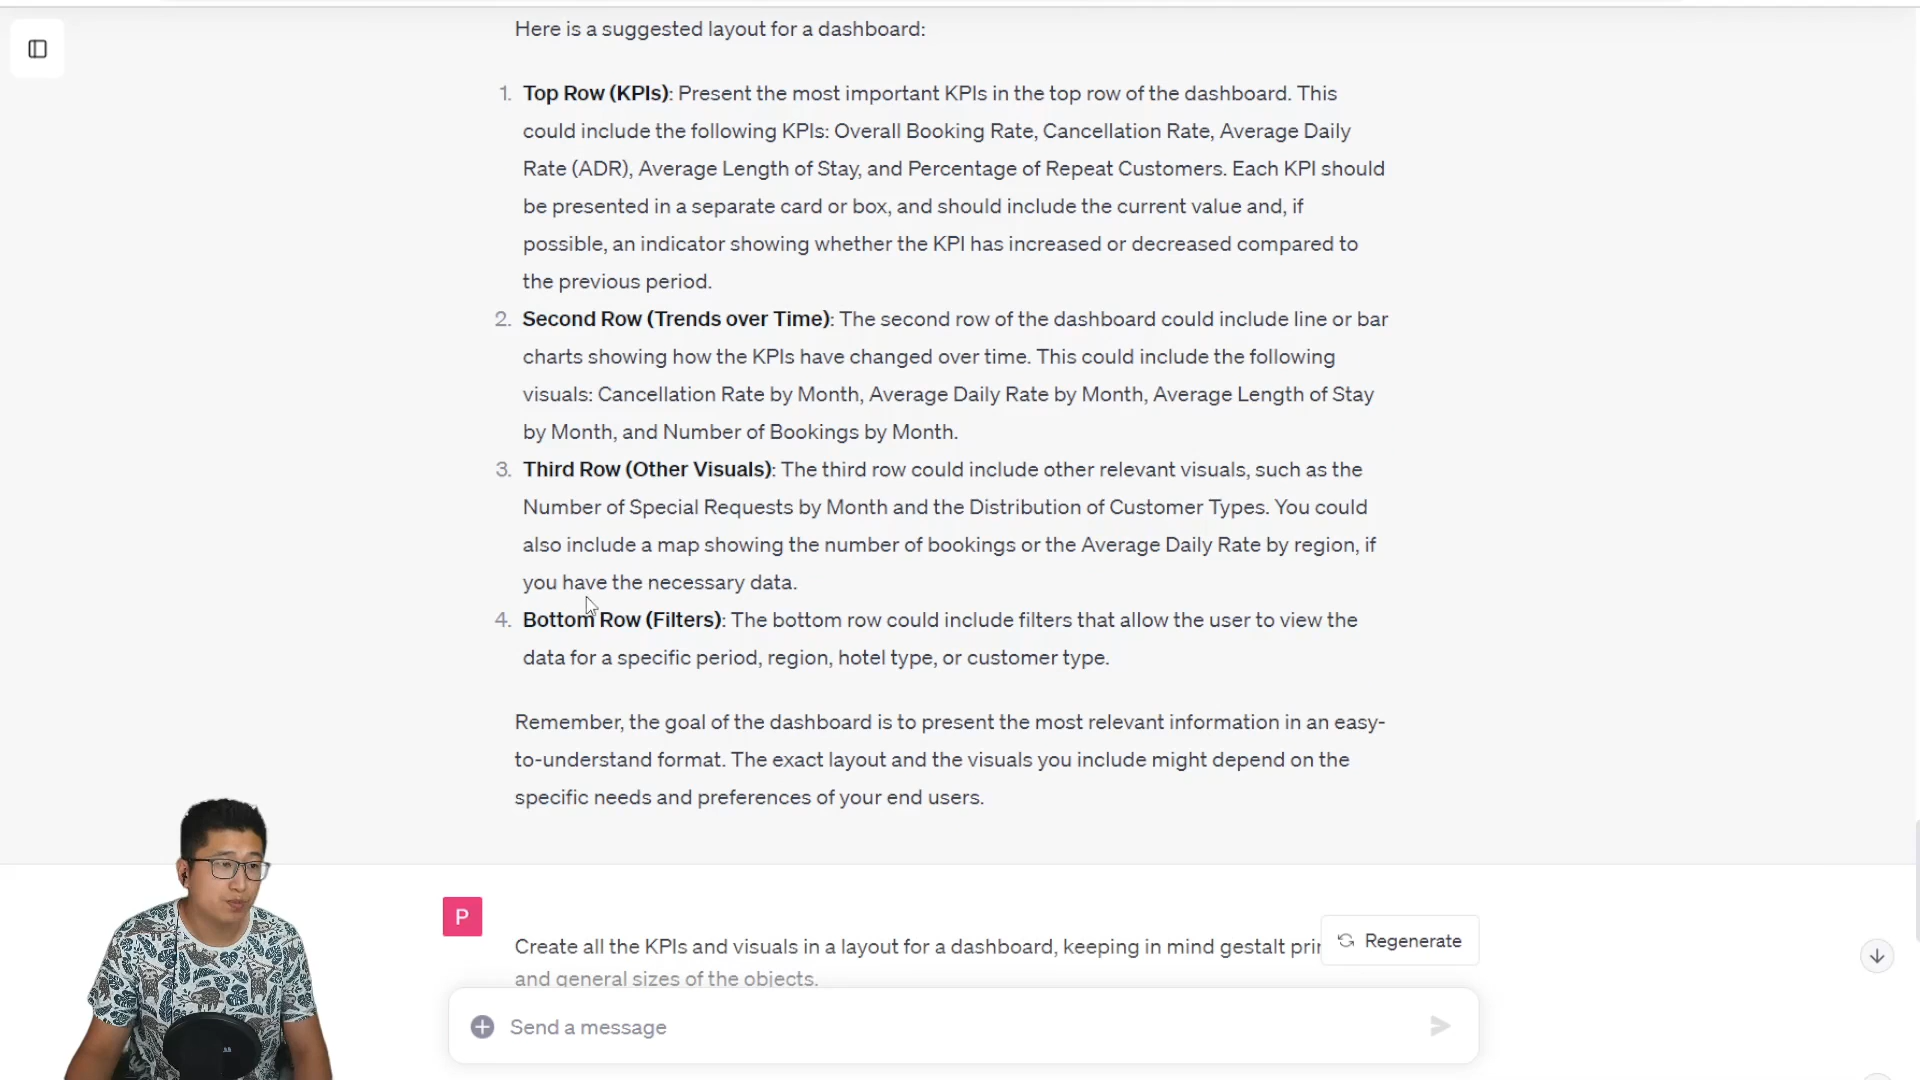 Here is a suggested layout for a dashboard:
1. Top Row (KPIs): Present the most important KPIs in the top row of the dashboard. This
could include the following KPIs: Overall Booking Rate, Cancellation Rate, Average Daily
Rate (ADR), Average Length of Stay, and Percentage of Repeat Customers. Each KPI should
be presented in a separate card or box, and should include the current value and, if
possible, an indicator showing whether the KPI has increased or decreased compared to
the previous period.
2. Second Row (Trends over Time): The second row of the dashboard could include line or bar
charts showing how the KPIs have changed over time. This could include the following
visuals: Cancellation Rate by Month, Average Daily Rate by Month, Average Length of Stay
by Month, and Number of Bookings by Month.
3. Third Row (Other Visuals): The third row could include other relevant visuals, such as the
Number of Special Requests by Month and the Distribution of Customer Types. You could
also include a map showing the number of bookings or the Average Daily Rate by region, if
you have the necessary data.
4. Bottom Row (Filters): The bottom row could include filters that allow the user to view the
data for a specific period, region, hotel type, or customer type.
Remember, the goal of the dashboard is to present the most relevant information in an easy-
to-understand format. The exact layout and the visuals you include might depend on the
specific needs and preferences of your end users.
P
Create all the KPIs and visuals in a layout for a dashboard, keeping in mind gestalt pri
Regenerate
and general sizes of the objects.
Send a message